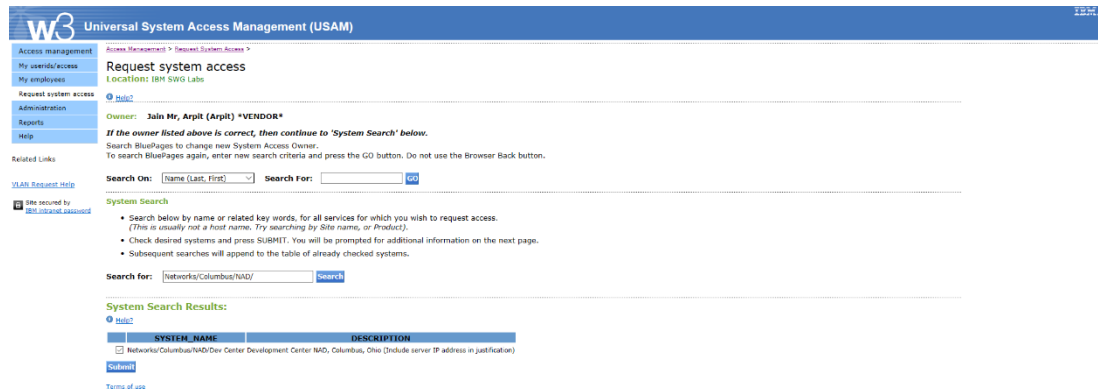 IBM
W3 Universal System Access Management (USAM)
Access management
My userids/access
My employees
Request system access
Administration
Reports
Help
Related Links
VLAN Request Help
Site secured by
IBM intranet password
Access Management > Request System Access >
Request system access
Location: IBM SWG Labs
Help?
Owner: Jain Mr, Arpit (Arpit) *VENDOR*
If the owner listed above is correct, then continue to 'System Search' below.
Search BluePages to change new System Access Owner.
To search BluePages again, enter new search criteria and press the GO button. Do not use the Browser Back button.
Search On: Name (Last, First) Search For: GO
System Search
• Search below by name or related key words, for all services for which you wish to request access.
(This is usually not a host name. Try searching by Site name, or Product).
• Check desired systems and press SUBMIT. You will be prompted for additional information on the next page.
• Subsequent searches will append to the table of already checked systems.
Search for: Networks/Columbus/NAD/ Search
System Search Results:
Help?
SYSTEM_NAME DESCRIPTION
Networks/Columbus/NAD/Dev Center Development Center NAD, Columbus, Ohio (Include server IP address in justification)
Submit
Terms of use